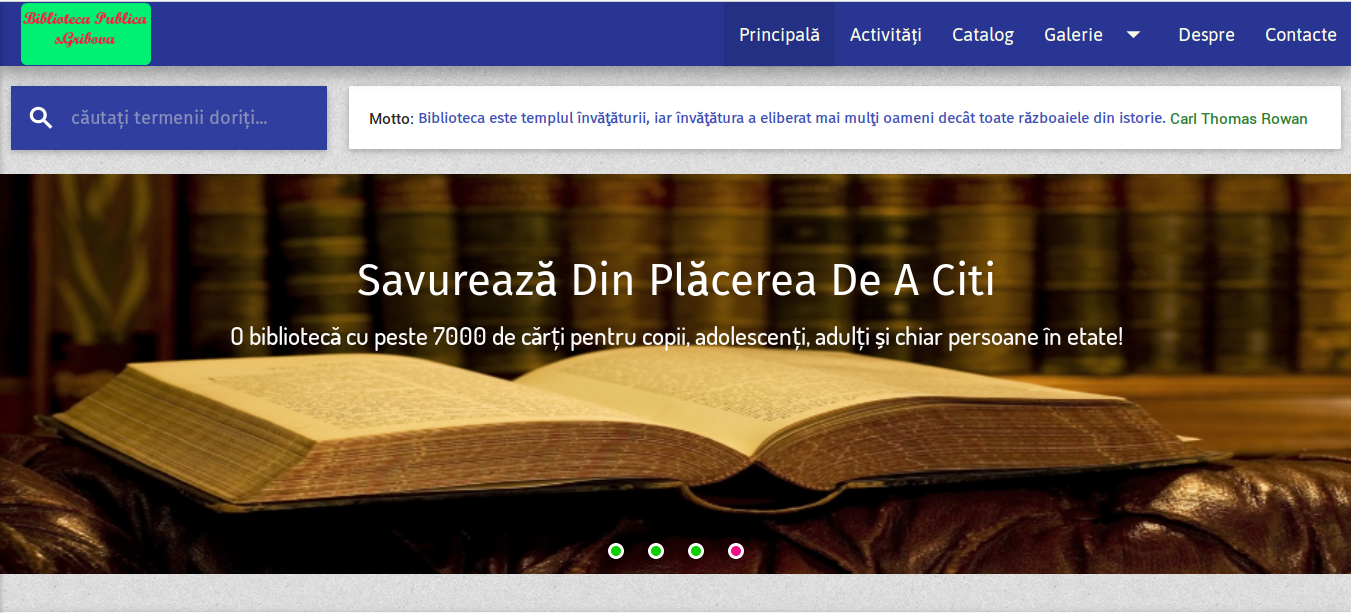 Biblioteca Publica
s.Gribova
Principală Activități Catalog Galerie Despre Contacte
căutați termenii doriți...
Motto: Biblioteca este templul învățăturii, iar învăţătura a eliberat mai mulţi oameni decât toate războaiele din istorie. Carl Thomas Rowan
Savurează Din Plăcerea De A Citi
O bibliotecă cu peste 7000 de cărți pentru copii, adolescenți, adulți și chiar persoane în etate!